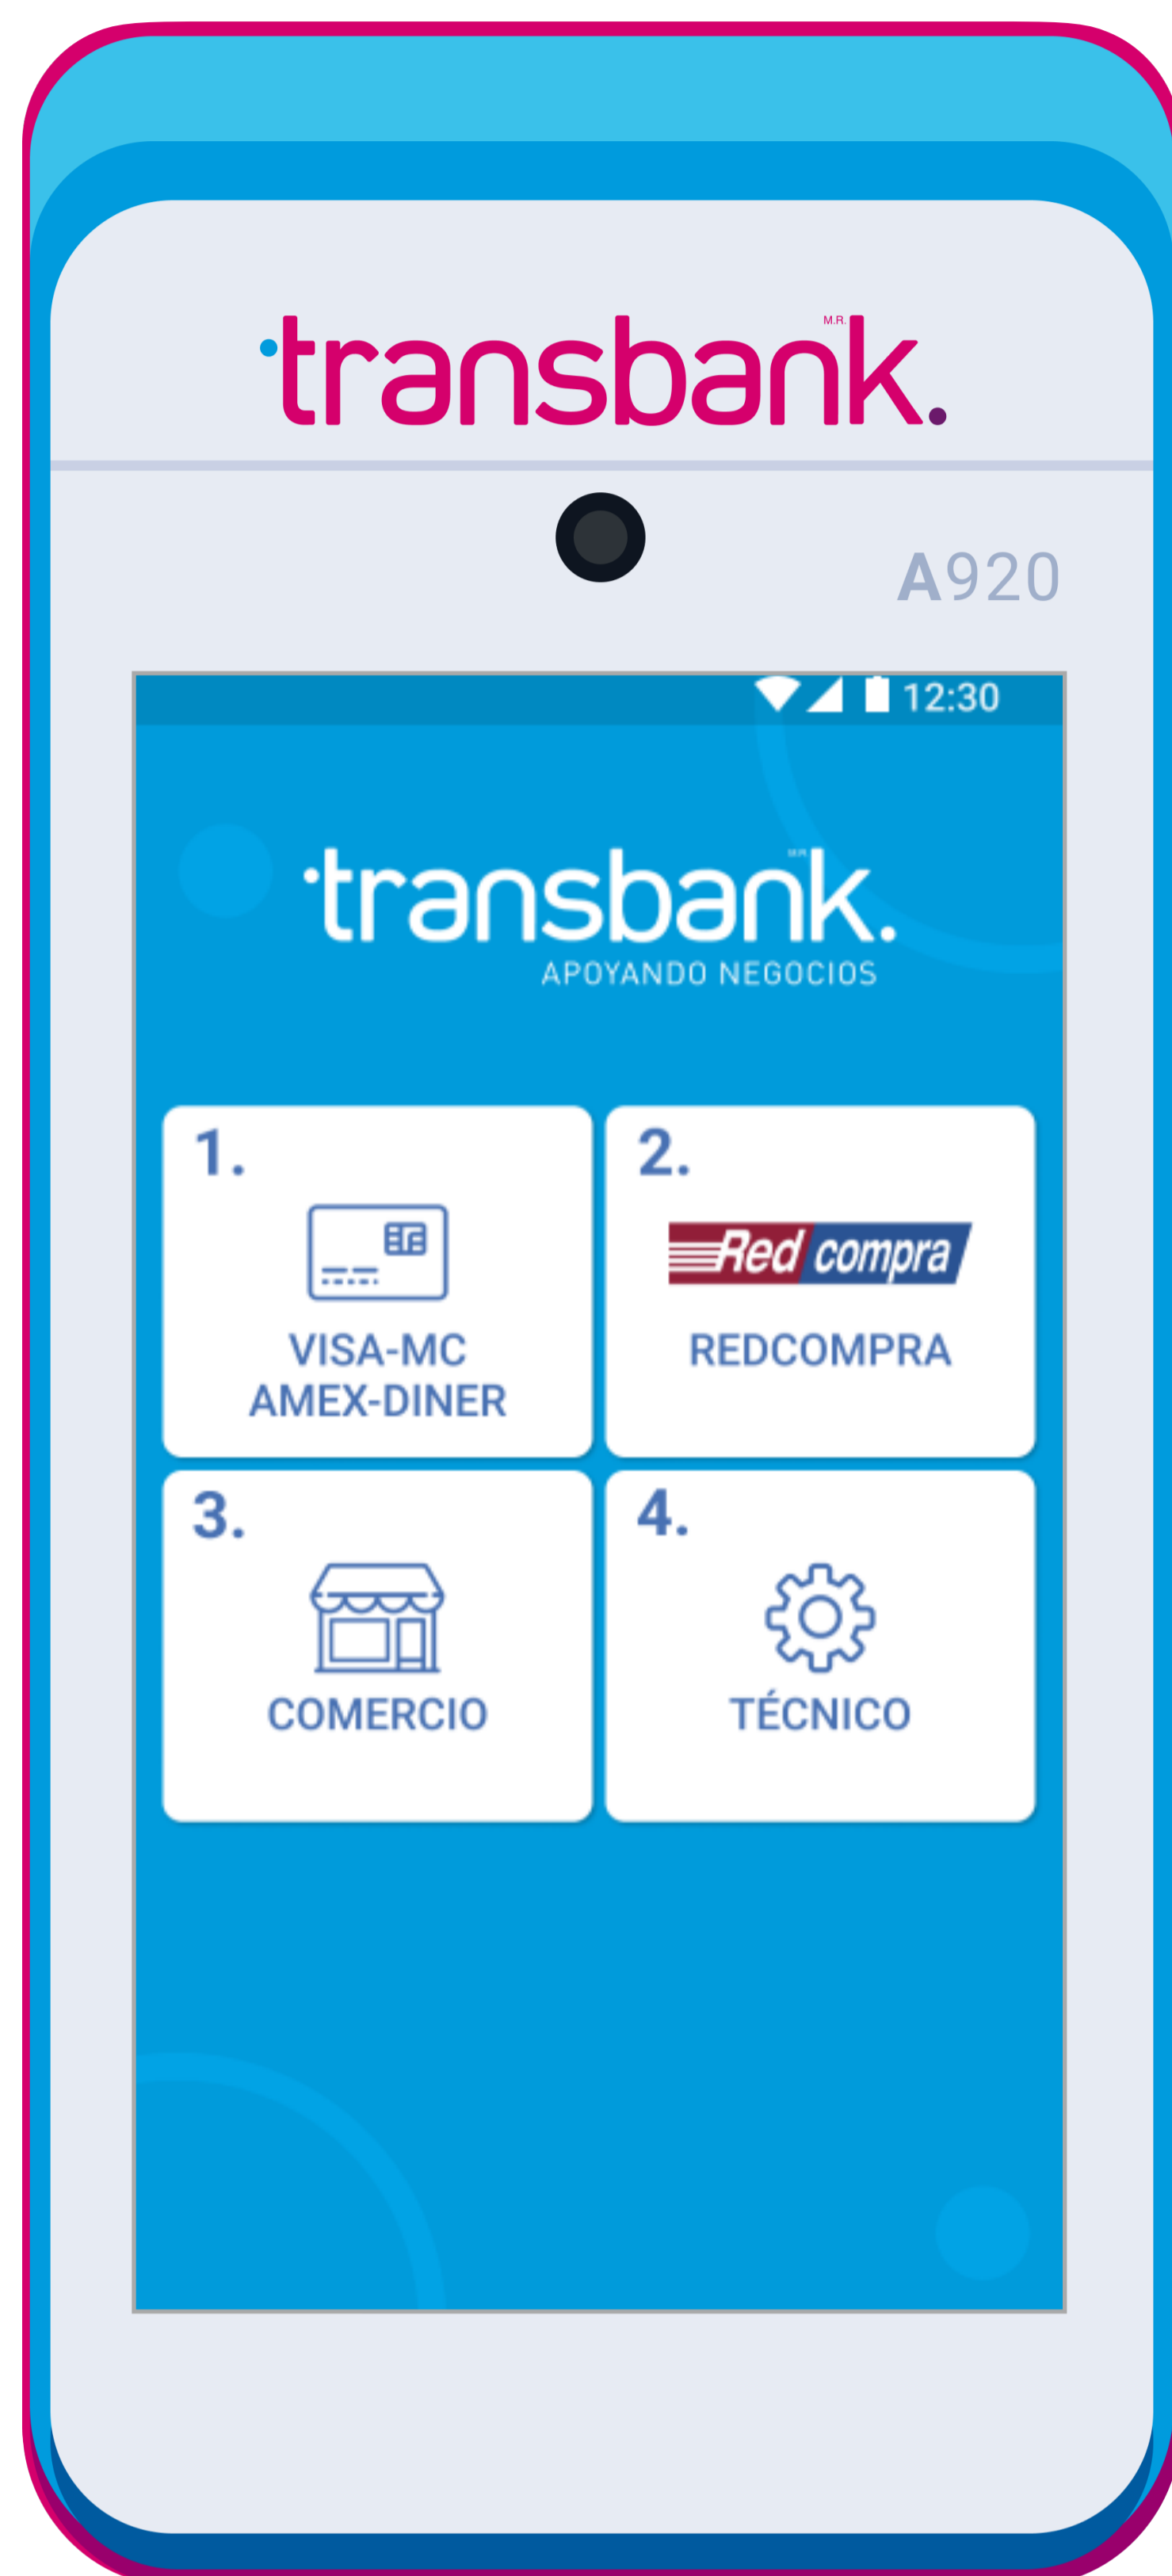 transbank.
M.R.
A920
12:30
transbank.
M.R.
APOYANDO NEGOCIOS
1.
VISA-MC
AMEX-DINER
2.
Red compra
REDCOMPRA
3.
COMERCIO
4.
TÉCNICO